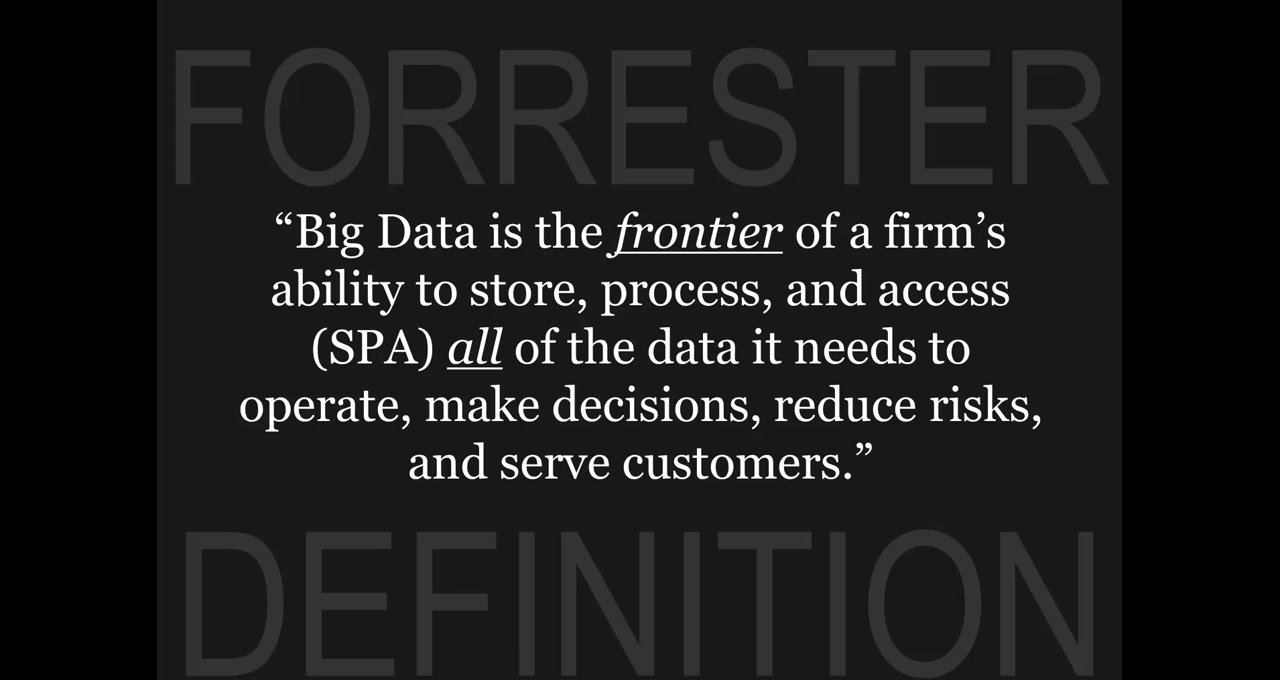 FORRESTER
“Big Data is the frontier of a firm’s
ability to store, process, and access
(SPA) all of the data it needs to
operate, make decisions, reduce risks,
and serve customers.”
DEFINITION